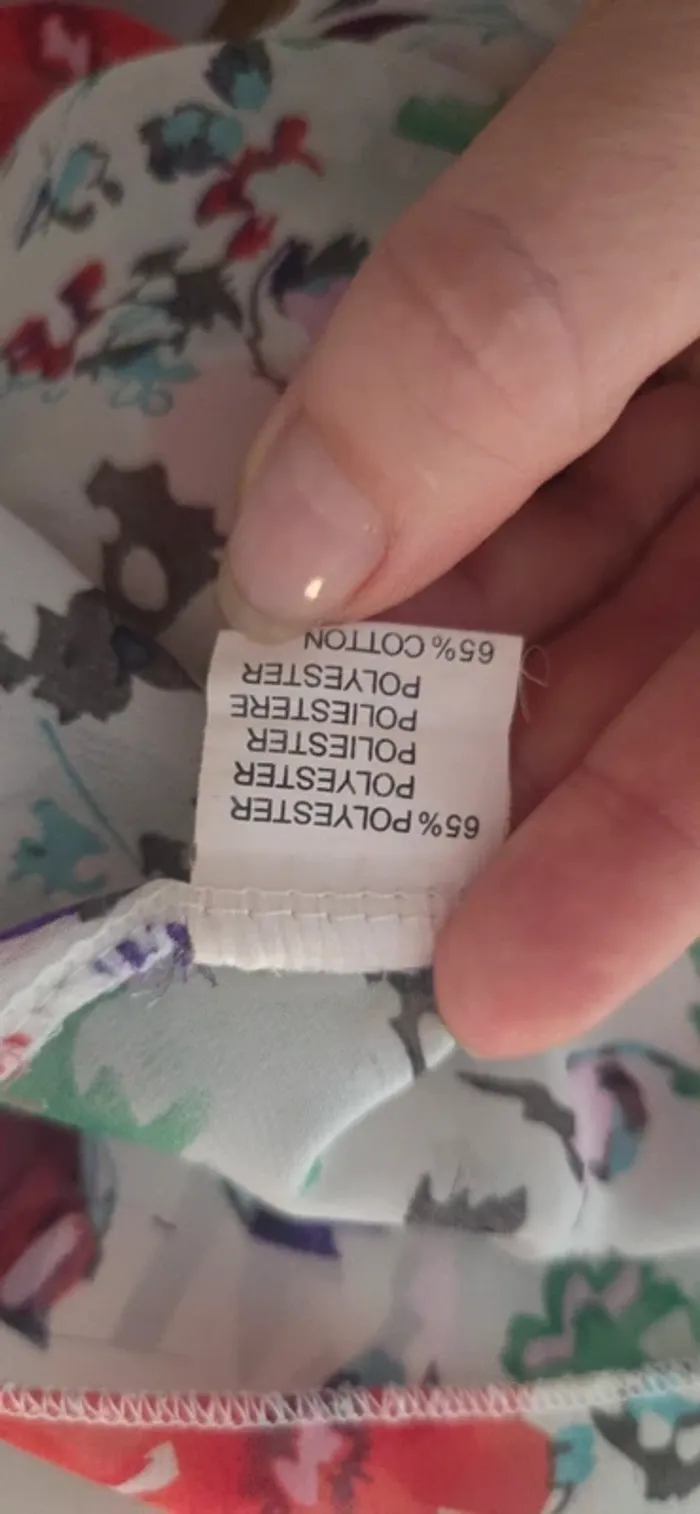 65% POLYESTER
POLYESTER
POLIESTER
POLIESTERE
POLYESTER
65% COTTON